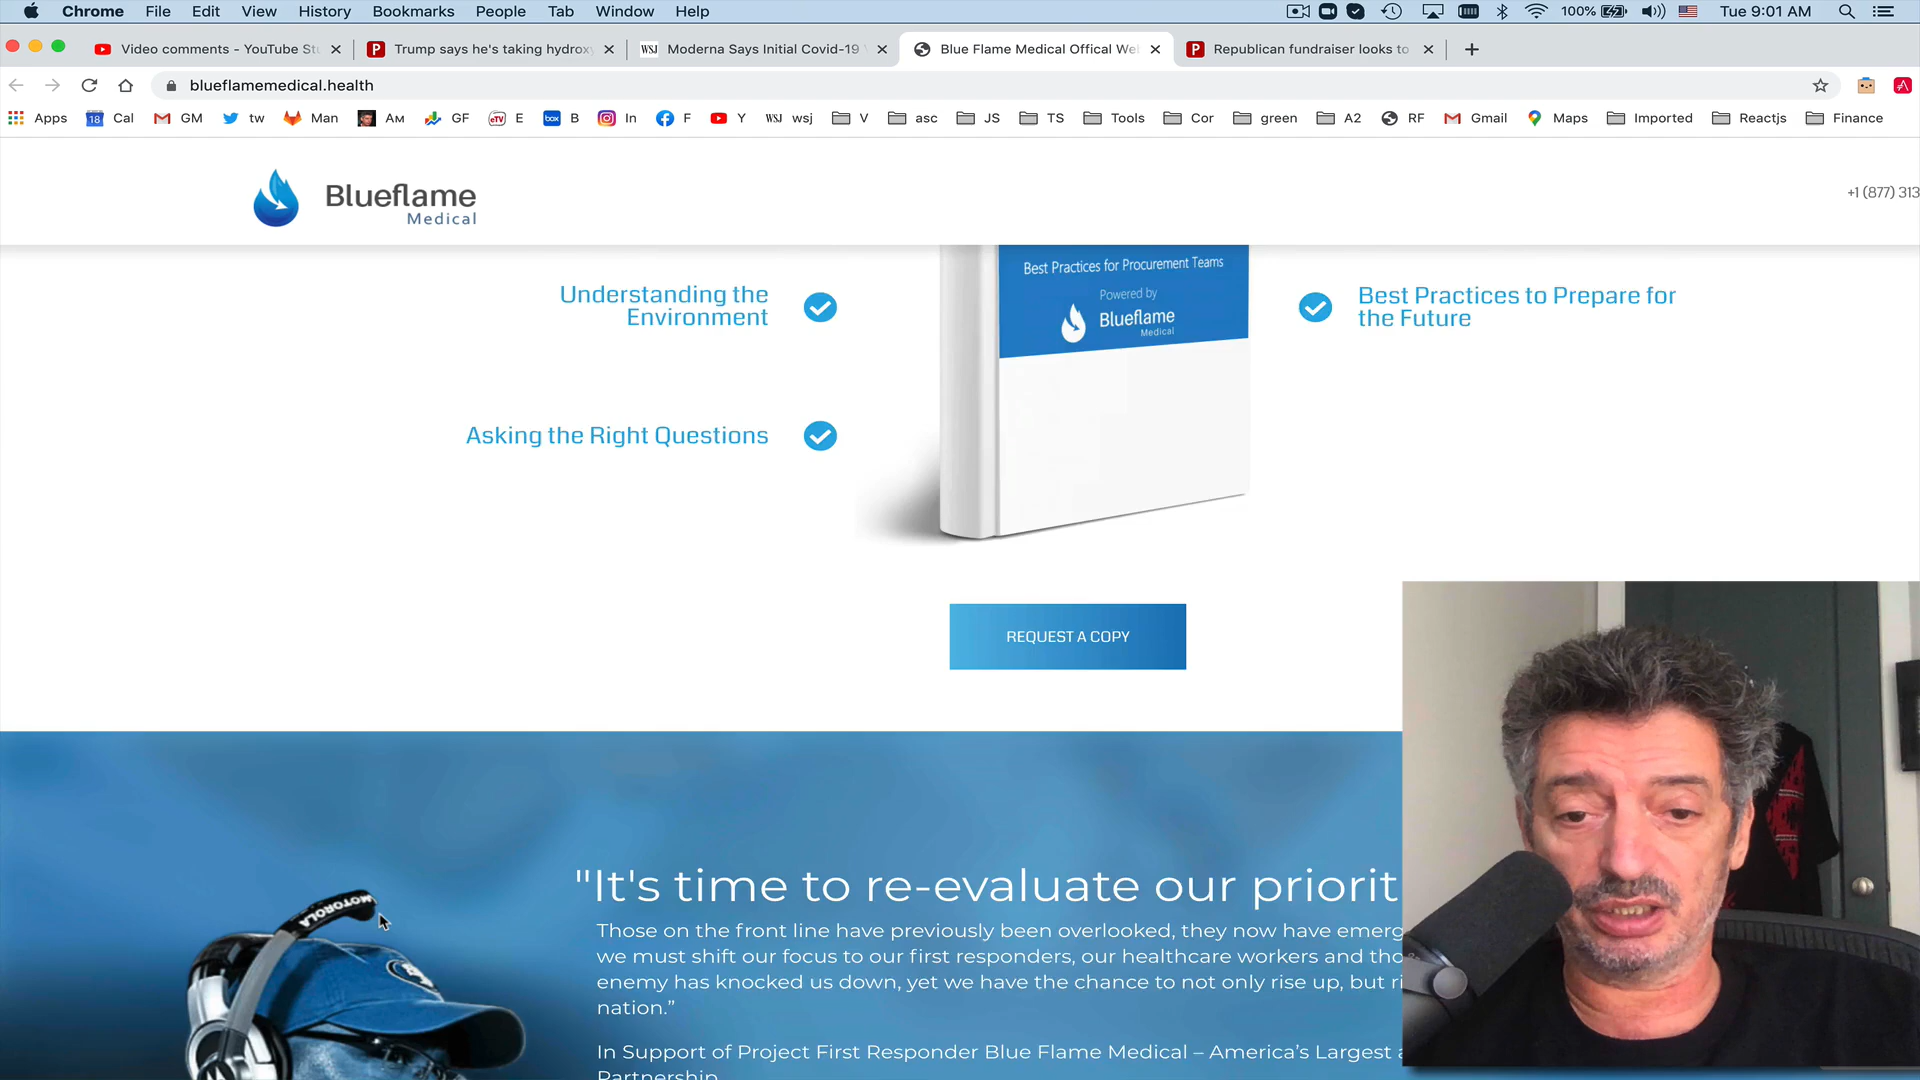 Chrome File Edit View History Bookmarks People Tab Window Help 100% Tue 9:01 AM
Video comments - YouTube St Trump says he's taking hydrox Moderna Says Initial Covid-19 Blue Flame Medical Offical We Republican fundraiser looks to
blueflamemedical.health
Apps Cal GM tw Man Am GF E B In F Y wsj V asc JS TS Tools Cor green A2 RF Gmail Maps Imported Reactjs Finance
Blueflame
Medical
+1 (877) 313
Best Practices for Procurement Teams
Powered by
Blueflame
Medical
Understanding the
Environment
Best Practices to Prepare for
the Future
Asking the Right Questions
REQUEST A COPY
"It's time to re-evaluate our priorit
Those on the front line have previously been overlooked, they now have emerg
we must shift our focus to our first responders, our healthcare workers and tho
enemy has knocked us down, yet we have the chance to not only rise up, but ri
nation.”
In Support of Project First Responder Blue Flame Medical – America’s Largest a
Partnership
MOTOROLA
MOTOROLA